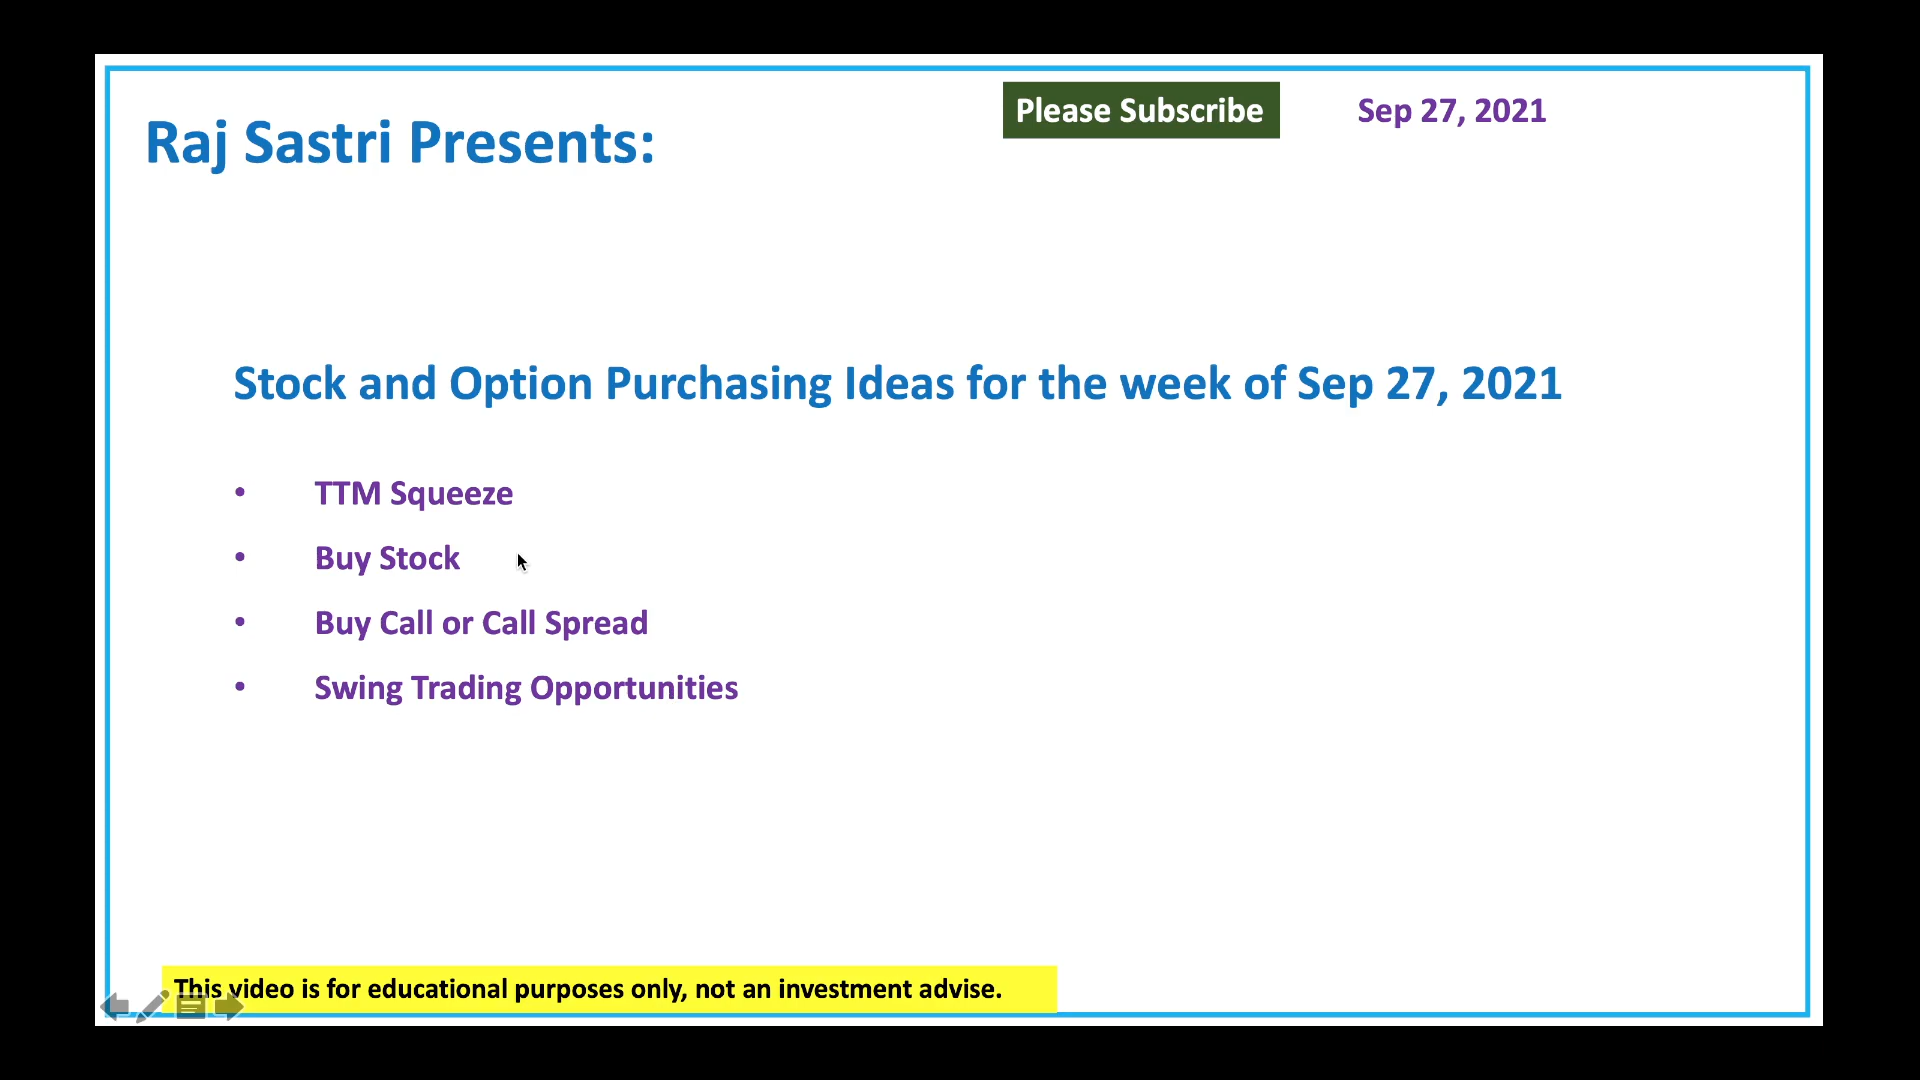 Please Subscribe
Sep 27, 2021
Raj Sastri Presents:
Stock and Option Purchasing Ideas for the week of Sep 27, 2021
• TTM Squeeze
• Buy Stock
• Buy Call or Call Spread
• Swing Trading Opportunities
This video is for educational purposes only, not an investment advise.